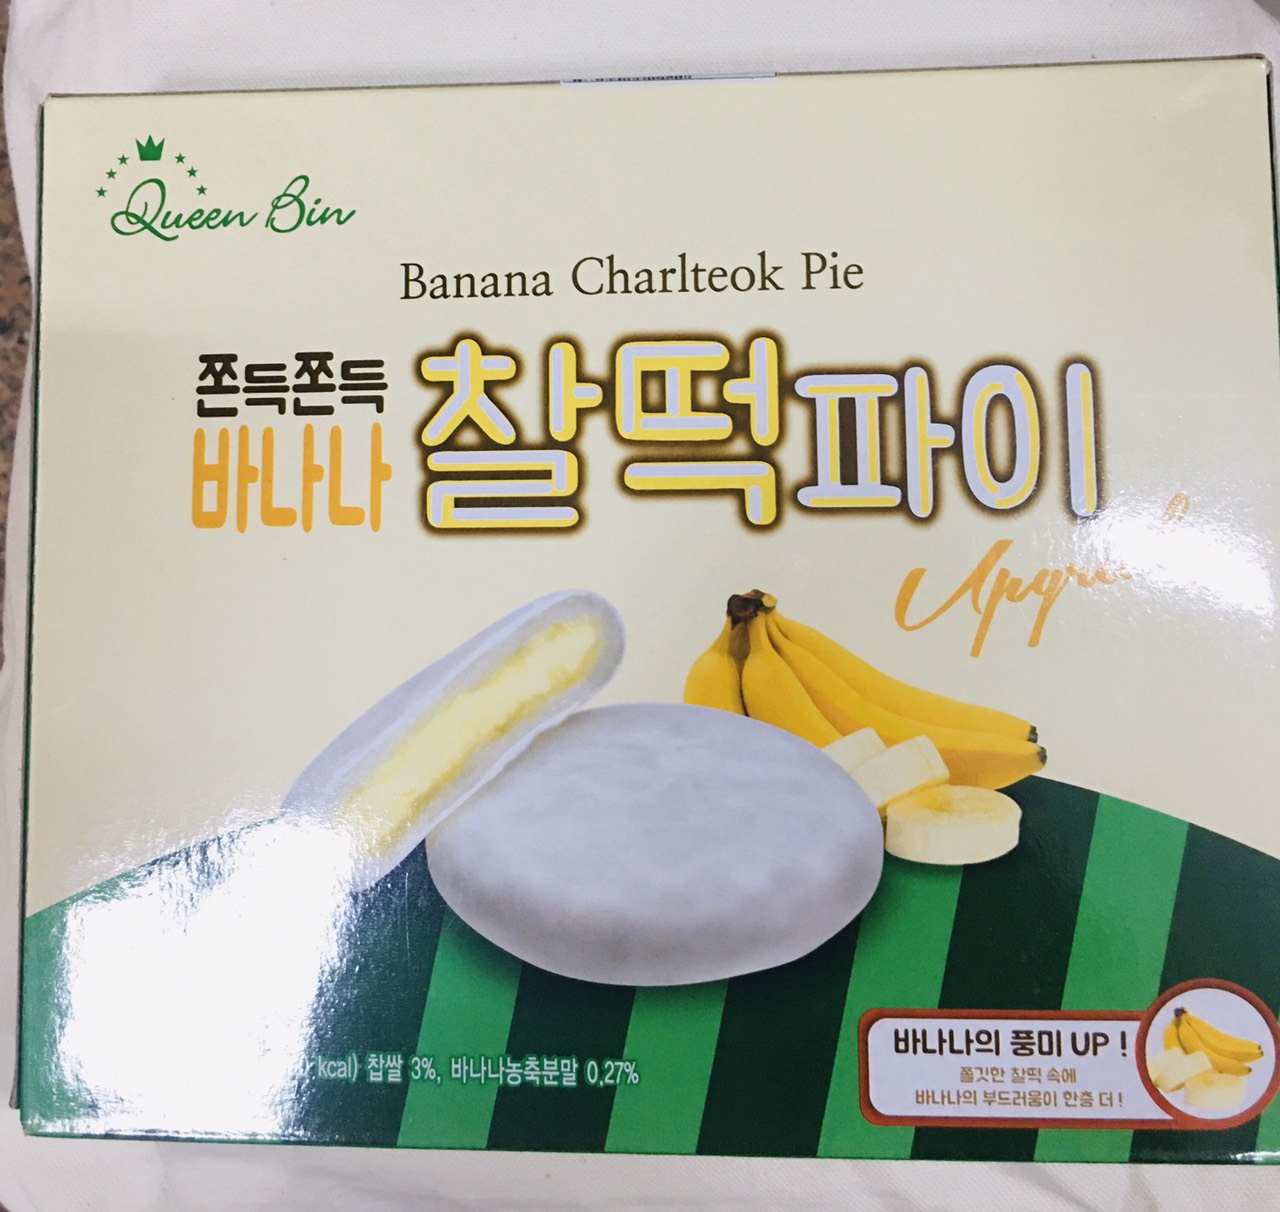 Queen Bin
Banana Charlteok Pie
쫀득쫀득
바나나
찰떡파이
kcal) 찹쌀 3%, 바나나농축분말 0.27%
바나나의 풍미 UP !
쫄깃한 찰떡 속에
바나나의 부드러움이 한층 더 !